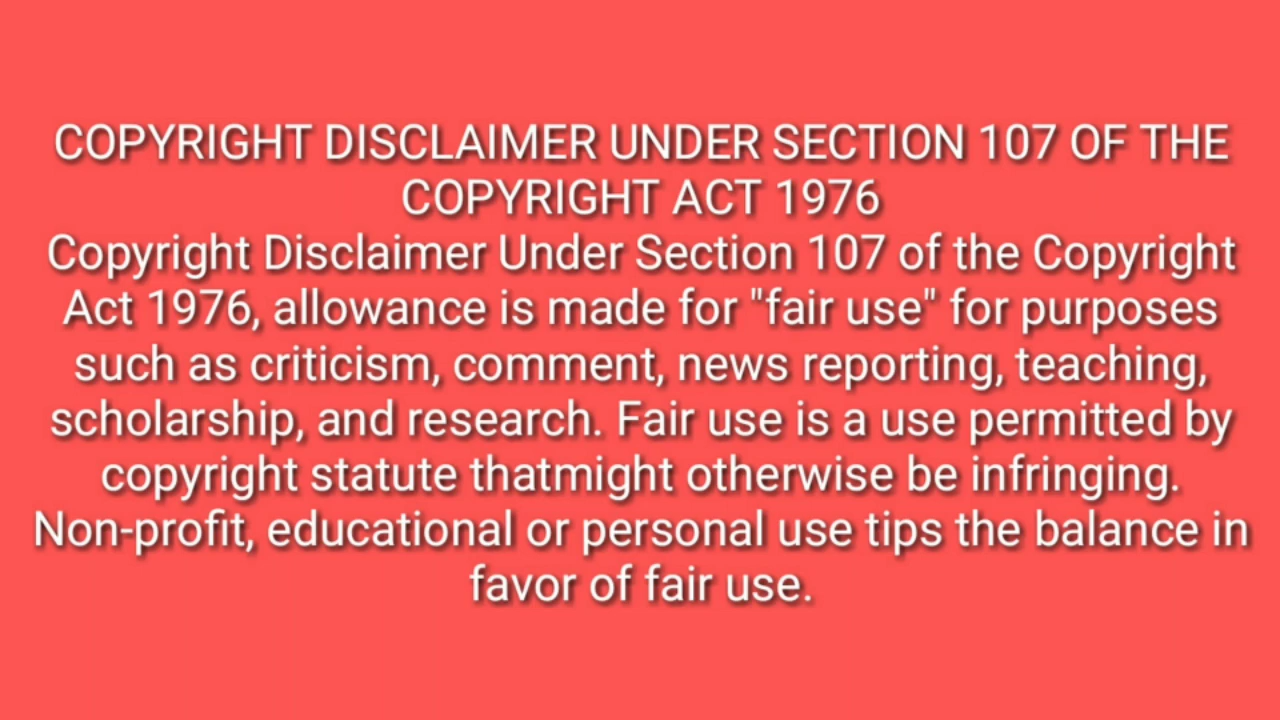 COPYRIGHT DISCLAIMER UNDER SECTION 107 OF THE
COPYRIGHT ACT 1976
Copyright Disclaimer Under Section 107 of the Copyright
Act 1976, allowance is made for "fair use" for purposes
such as criticism, comment, news reporting, teaching,
scholarship, and research. Fair use is a use permitted by
copyright statute thatmight otherwise be infringing.
Non-profit, educational or personal use tips the balance in
favor of fair use.